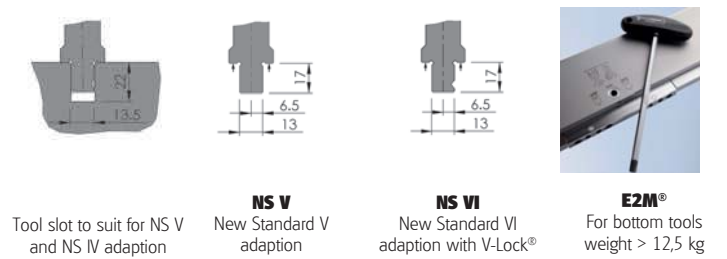 22
13.5
17
6.5
13
17
6.5
13
Tool slot to suit for NS V
and NS IV adaption
NS V
New Standard V
adaption
NS VI
New Standard VI
adaption with V-Lock®
E2M®
For bottom tools
weight > 12,5 kg